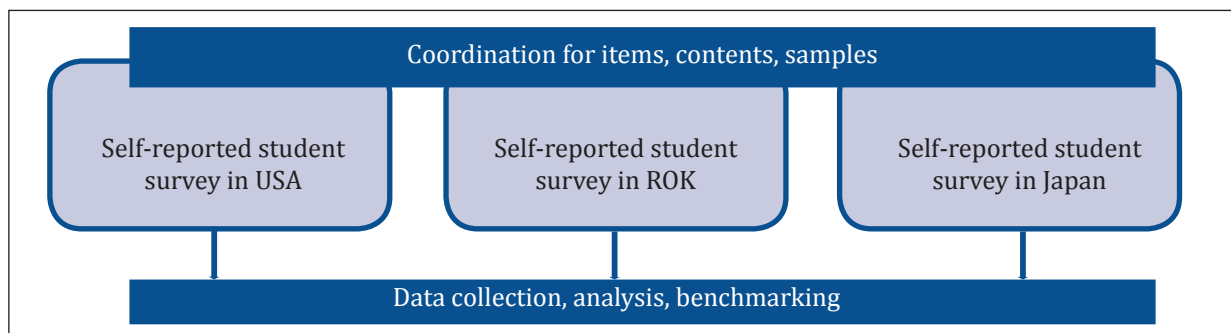 Coordination for items, contents, samples
Self-reported student
survey in USA
Self-reported student
survey in ROK
Self-reported student
survey in Japan
Data collection, analysis, benchmarking